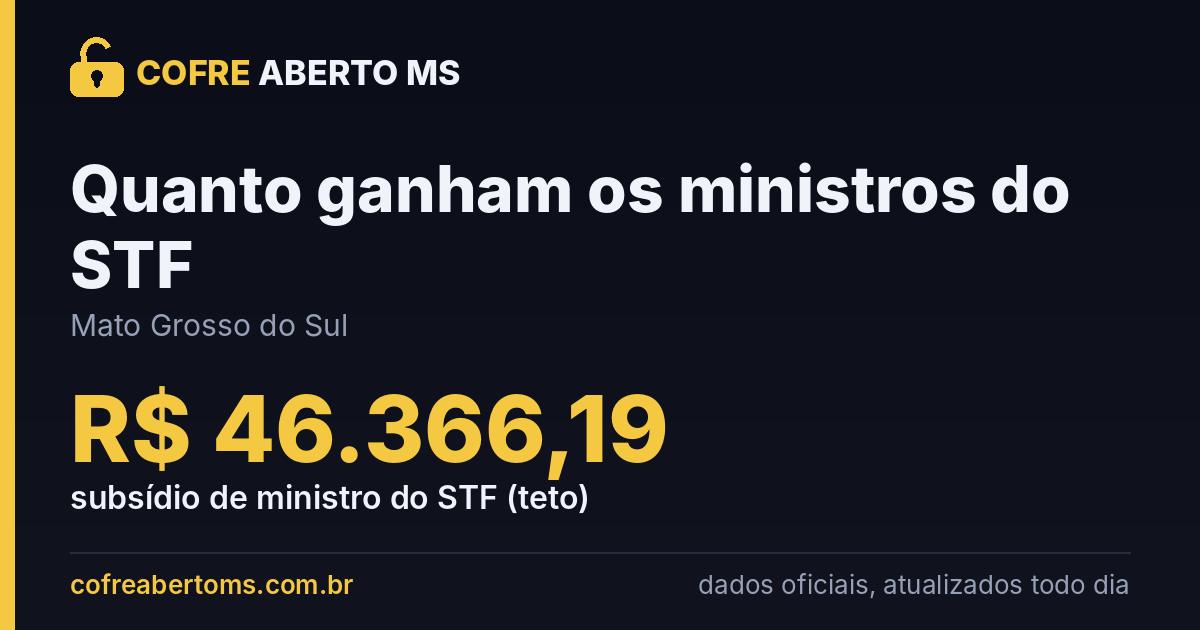 COFRE ABERTO MS
Quanto ganham os ministros do
STF
Mato Grosso do Sul
R$ 46.366,19
subsídio de ministro do STF (teto)
cofreabertoms.com.br
dados oficiais, atualizados todo dia